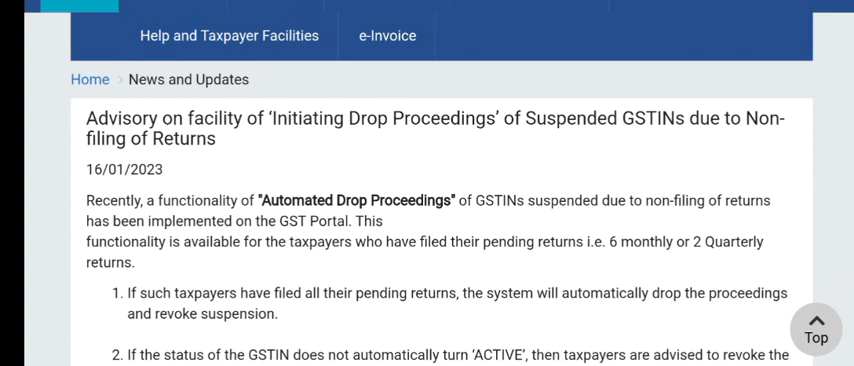 Help and Taxpayer Facilities e-Invoice
Home > News and Updates
Advisory on facility of ‘Initiating Drop Proceedings’ of Suspended GSTINs due to Non-
filing of Returns
16/01/2023
Recently, a functionality of "Automated Drop Proceedings" of GSTINs suspended due to non-filing of returns
has been implemented on the GST Portal. This
functionality is available for the taxpayers who have filed their pending returns i.e. 6 monthly or 2 Quarterly
returns.
1. If such taxpayers have filed all their pending returns, the system will automatically drop the proceedings
and revoke suspension.
Top
2. If the status of the GSTIN does not automatically turn ‘ACTIVE’, then taxpayers are advised to revoke the